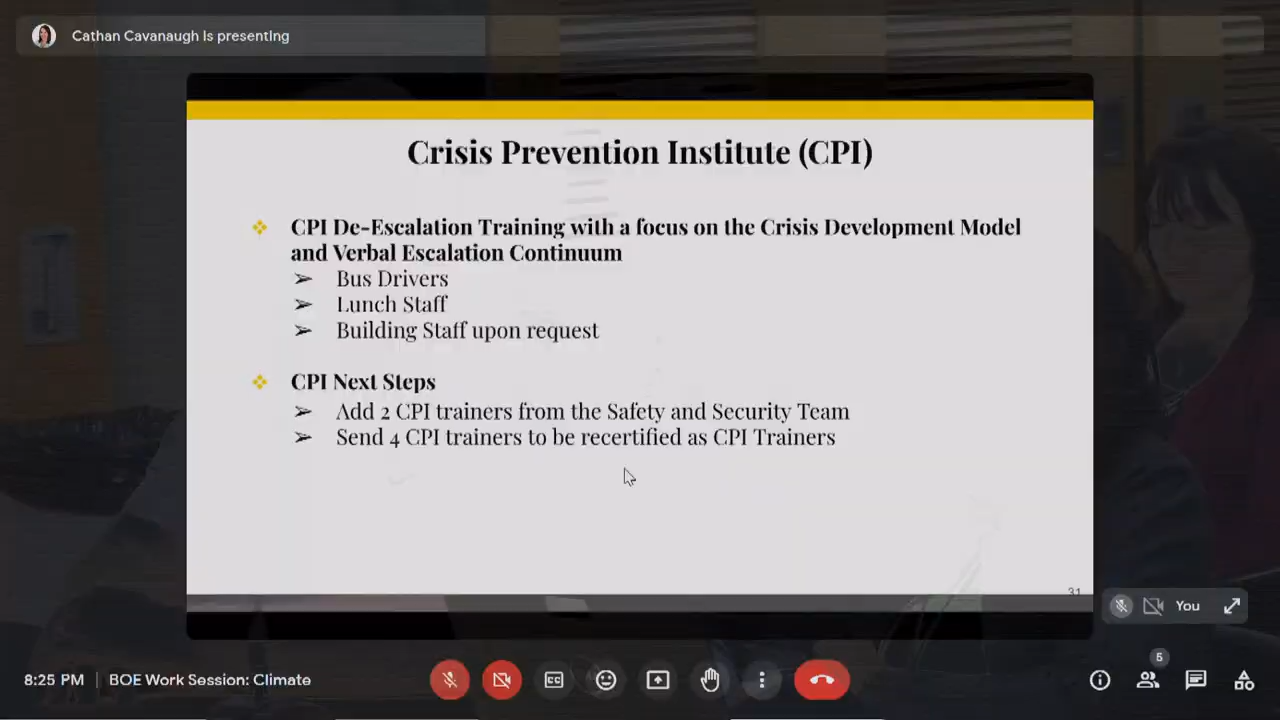 Cathan Cavanaugh is presenting
Crisis Prevention Institute (CPI)
❖ CPI De-Escalation Training with a focus on the Crisis Development Model
and Verbal Escalation Continuum
➢ Bus Drivers
➢ Lunch Staff
➢ Building Staff upon request
❖ CPI Next Steps
➢ Add 2 CPI trainers from the Safety and Security Team
➢ Send 4 CPI trainers to be recertified as CPI Trainers
31
You
5
8:25 PM | BOE Work Session: Climate